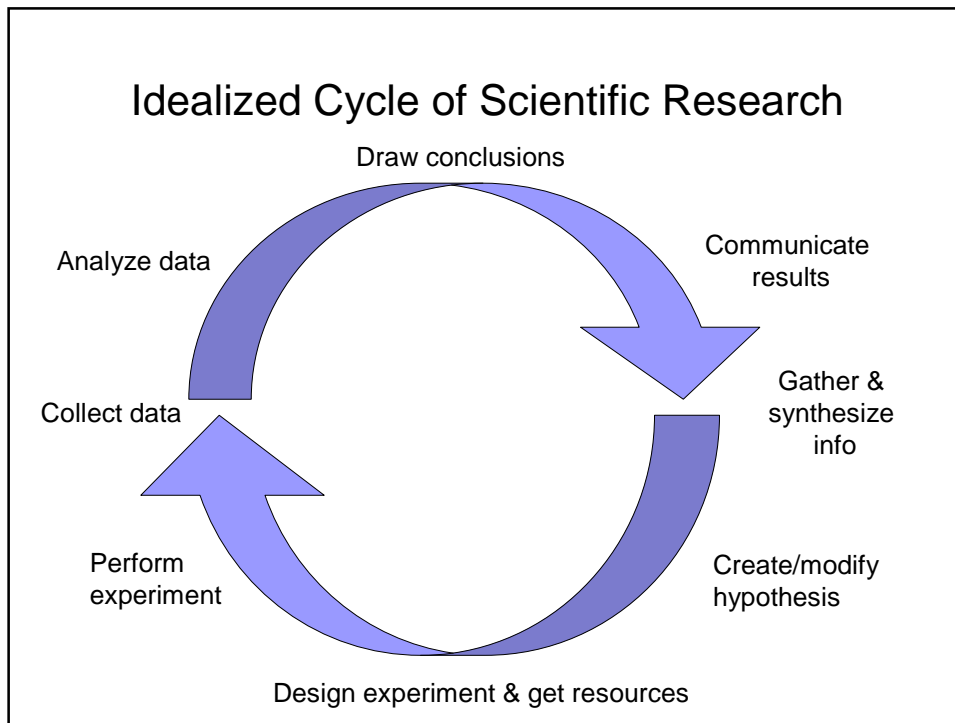 Idealized Cycle of Scientific Research
Draw conclusions
Communicate
results
Gather &
synthesize
info
Create/modify
hypothesis
Design experiment & get resources
Perform
experiment
Collect data
Analyze data